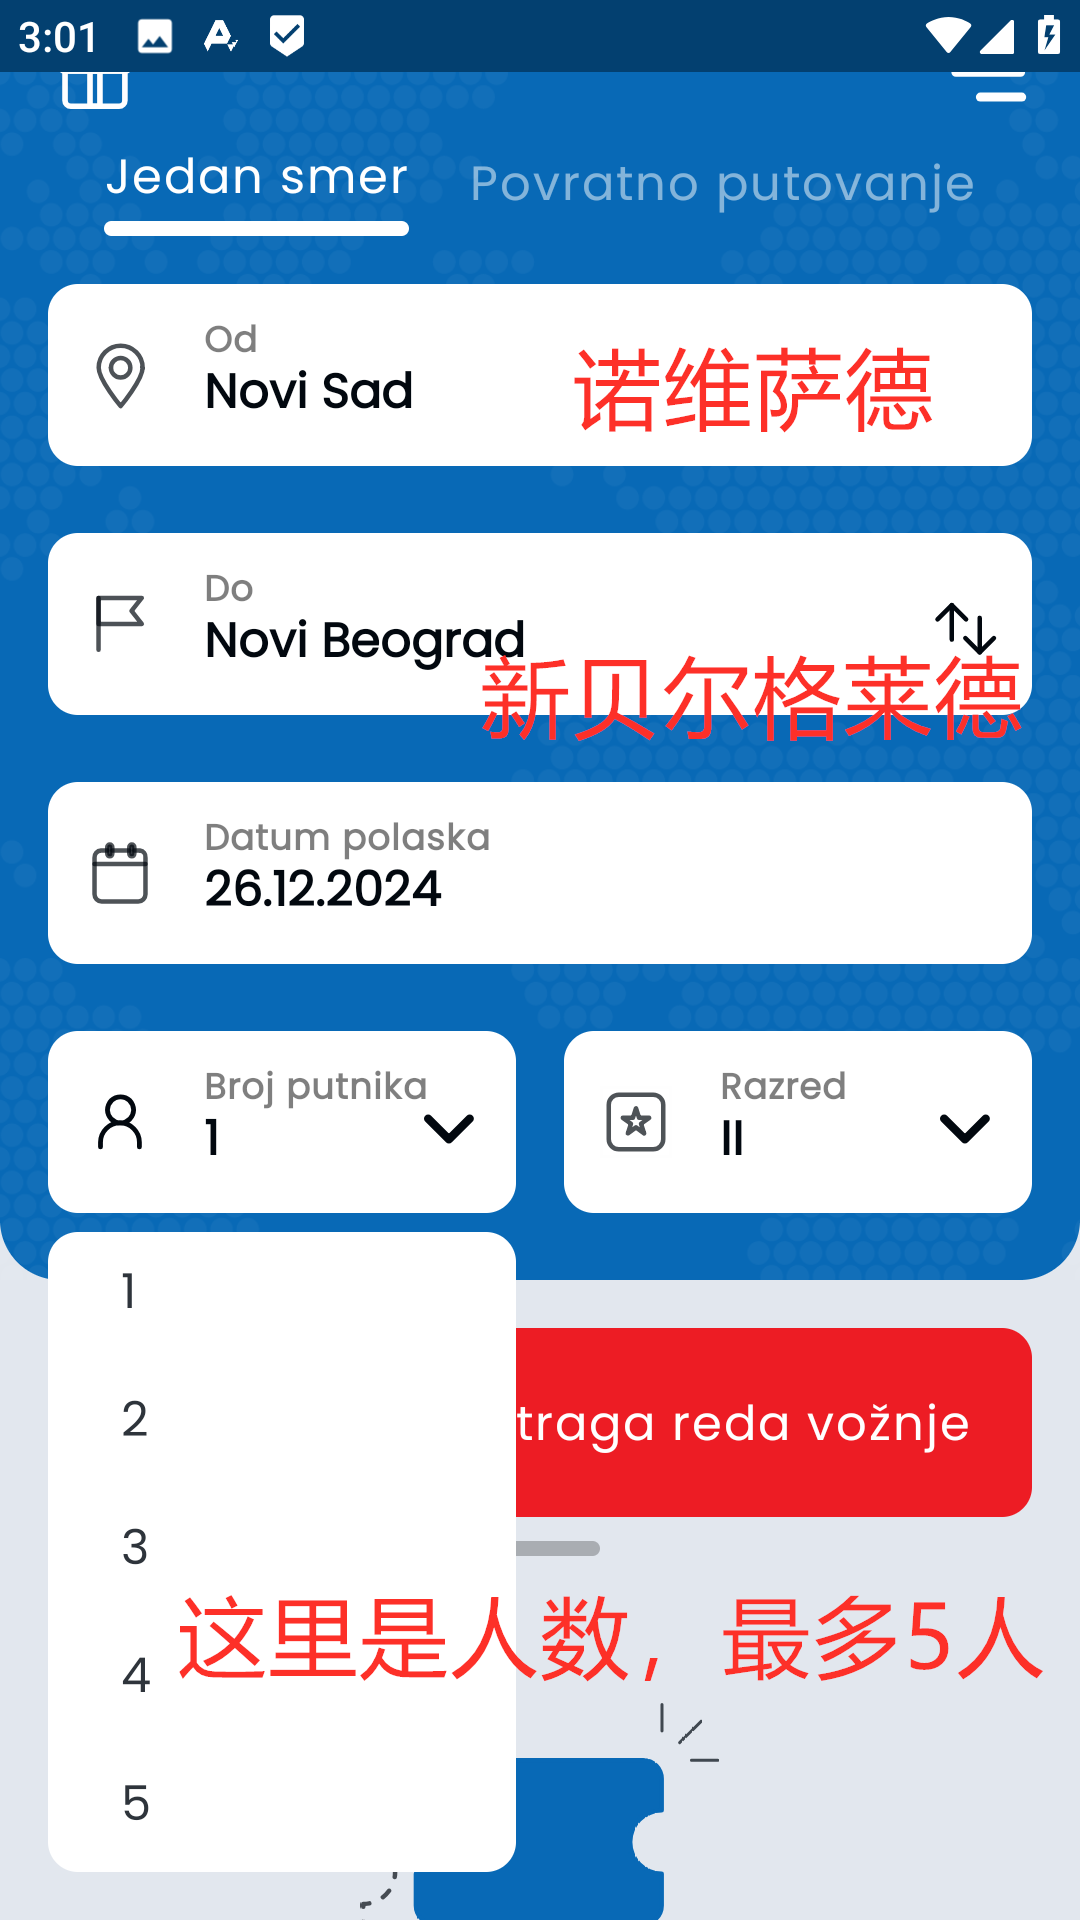 3:01
Jedan smer
Povratno putovanje
Od
Novi Sad
诺维萨德
Do
Novi Beograd
新贝尔格莱德
Datum polaska
26.12.2024
Broj putnika
1
Razred
II
1
2
traga reda vožnje
3
这里是人数，最多5人
4
5